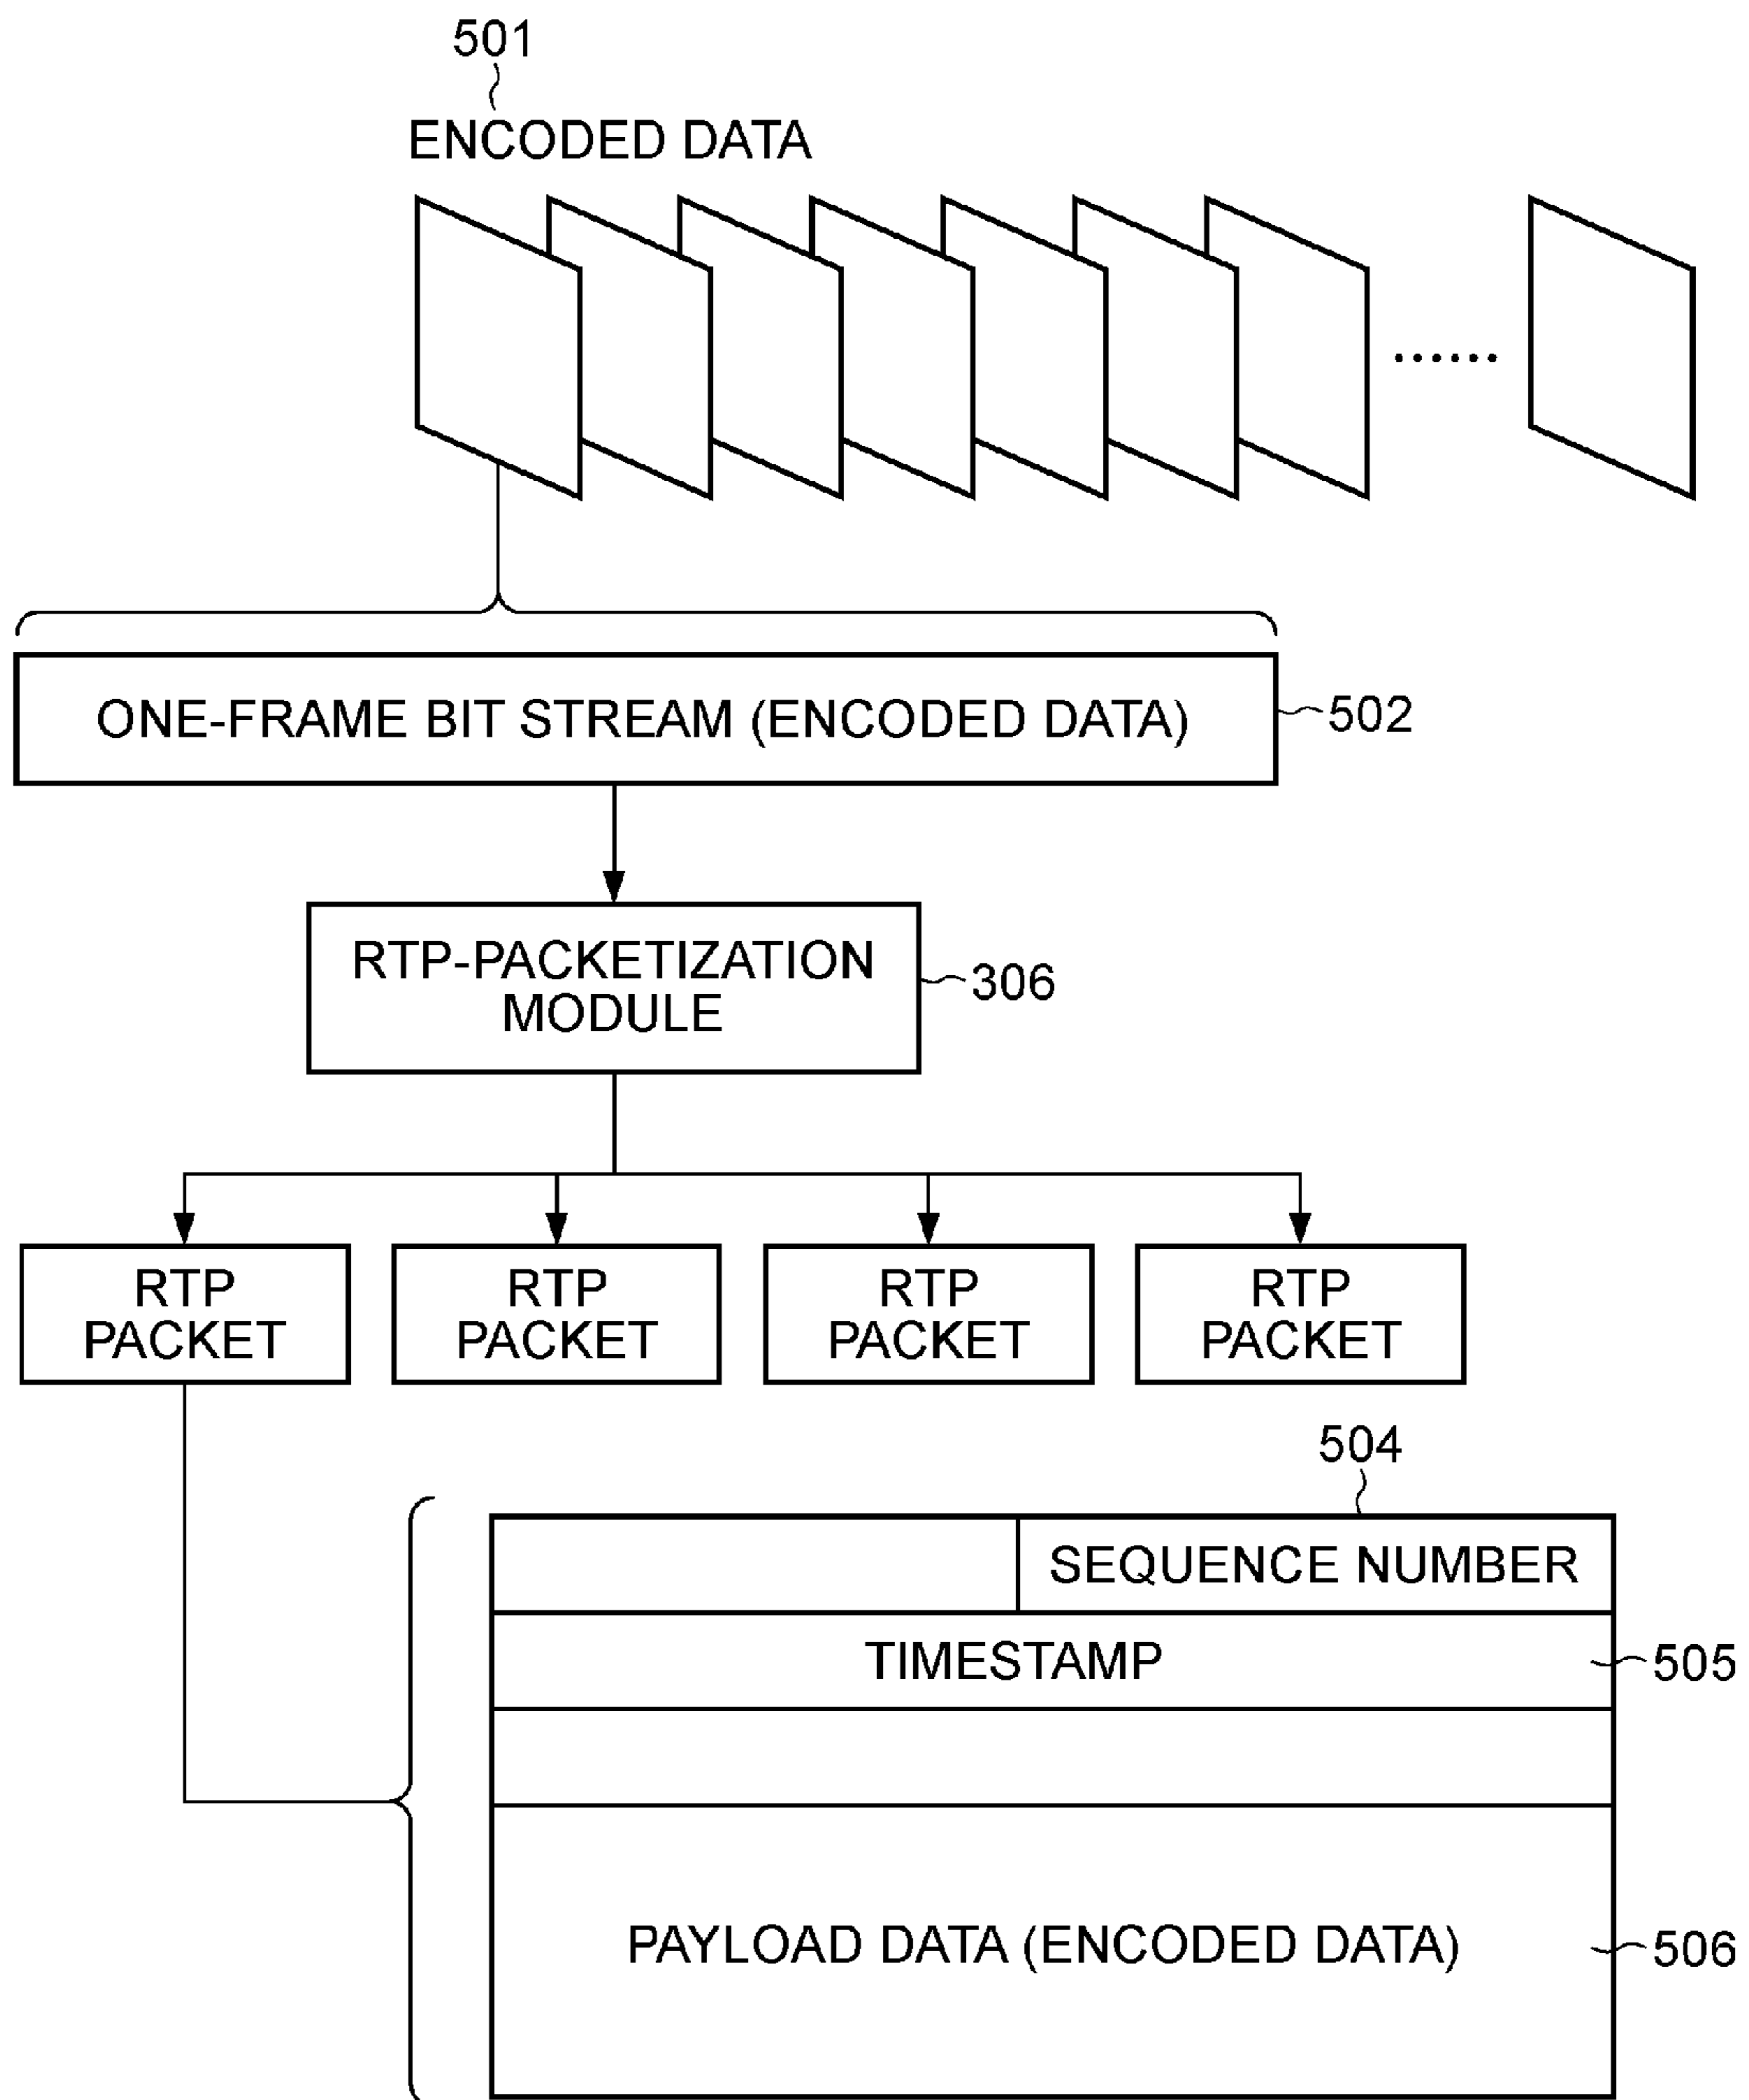 501
ENCODED DATA
......
ONE-FRAME BIT STREAM (ENCODED DATA)
502
RTP-PACKETIZATION
MODULE
306
RTP
PACKET
RTP
PACKET
RTP
PACKET
RTP
PACKET
504
SEQUENCE NUMBER
TIMESTAMP
505
PAYLOAD DATA (ENCODED DATA)
506